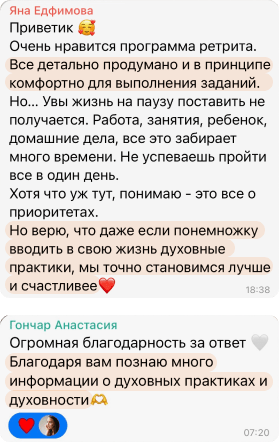 Яна Едфимова
Приветик 🥰
Очень нравится программа ретрита.
Все детально продумано и в принципе
комфортно для выполнения заданий.
Но... Увы жизнь на паузу поставить не
получается. Работа, занятия, ребенок,
домашние дела, все это забирает
много времени. Не успеваешь пройти
все в один день.
Хотя что уж тут, понимаю - это все о
приоритетах.
Но верю, что даже если понемножку
вводить в свою жизнь духовные
практики, мы точно становимся лучше
и счастливее❤️
18:38
Гончар Анастасия
Огромная благодарность за ответ 🤍
Благодаря вам познаю много
информации о духовных практиках и
духовности🫶
07:20